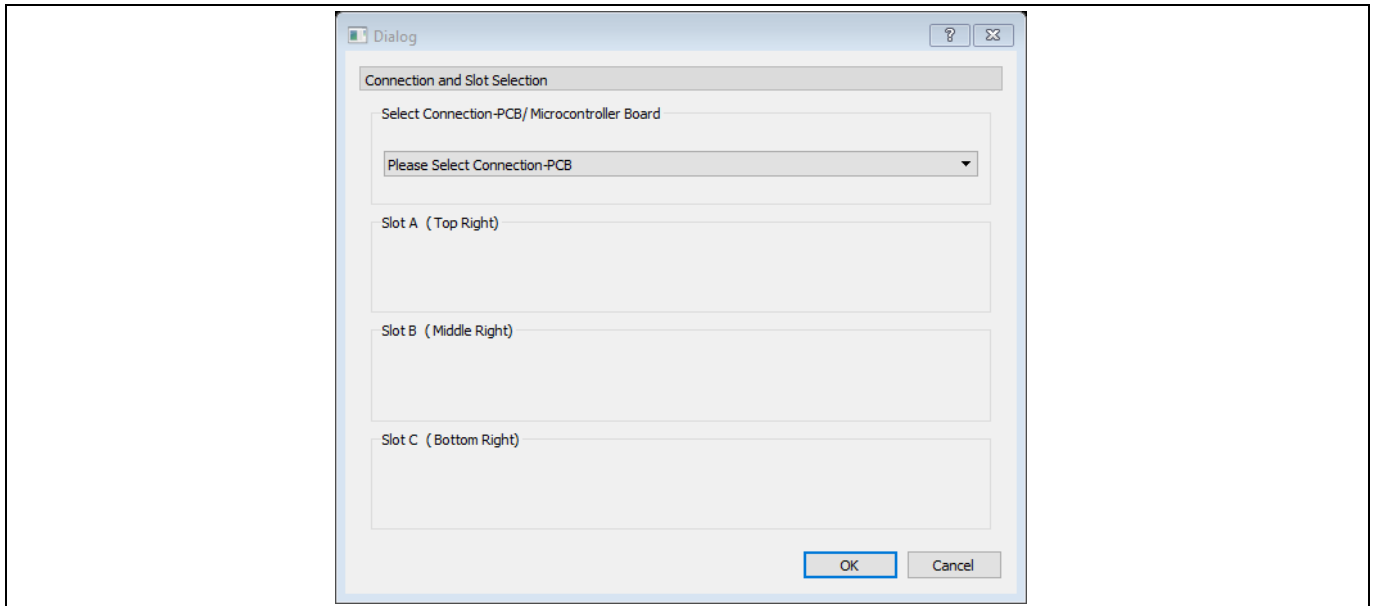 Dialog
Connection and Slot Selection
Select Connection-PCB/ Microcontroller Board
Please Select Connection-PCB
Slot A ( Top Right)
Slot B ( Middle Right)
Slot C ( Bottom Right)
OK Cancel